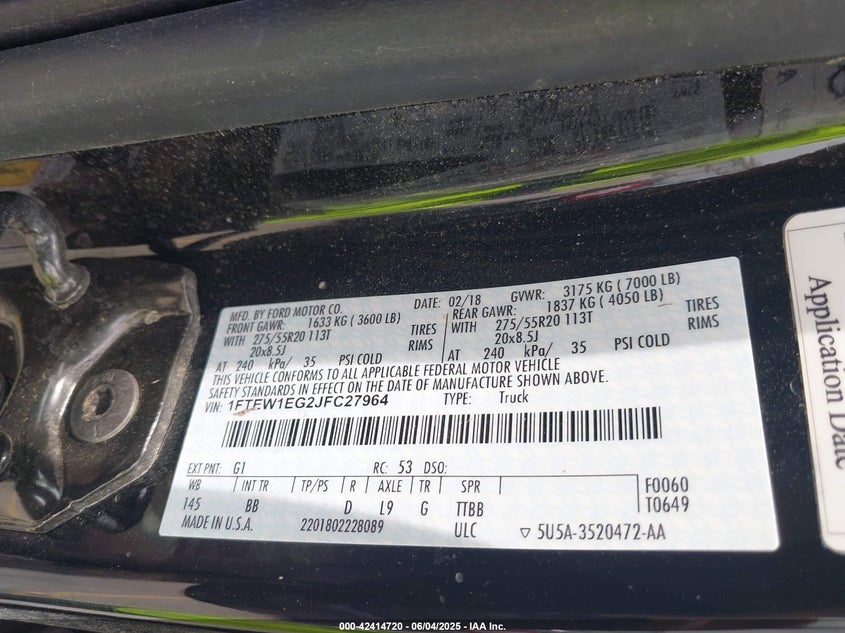 MFD. BY FORD MOTOR CO. DATE: 02/18 GVWR: 3175 KG ( 7000 LB)
FRONT GAWR: 1633 KG ( 3600 LB) REAR GAWR: 1837 KG ( 4050 LB)
WITH 275/55R20 113T TIRES WITH 275/55R20 113T TIRES
20x8.5J RIMS 20x8.5J RIMS
AT 240 kPa/ 35 PSI COLD AT 240 kPa/ 35 PSI COLD
THIS VEHICLE CONFORMS TO ALL APPLICABLE FEDERAL MOTOR VEHICLE
SAFETY STANDARDS IN EFFECT ON THE DATE OF MANUFACTURE SHOWN ABOVE.
VIN: 1FTEW1EG2JFC27964 TYPE: Truck
EXT PNT: G1 RC: 53 DSO:
WB INT TR TP/PS R AXLE TR SPR F0060
145 BB D L9 G TTBB T0649
MADE IN U.S.A. 2201802228089 ULC 5U5A-3520472-AA
Application Date
000-42414720 - 06/04/2025 - IAA Inc.